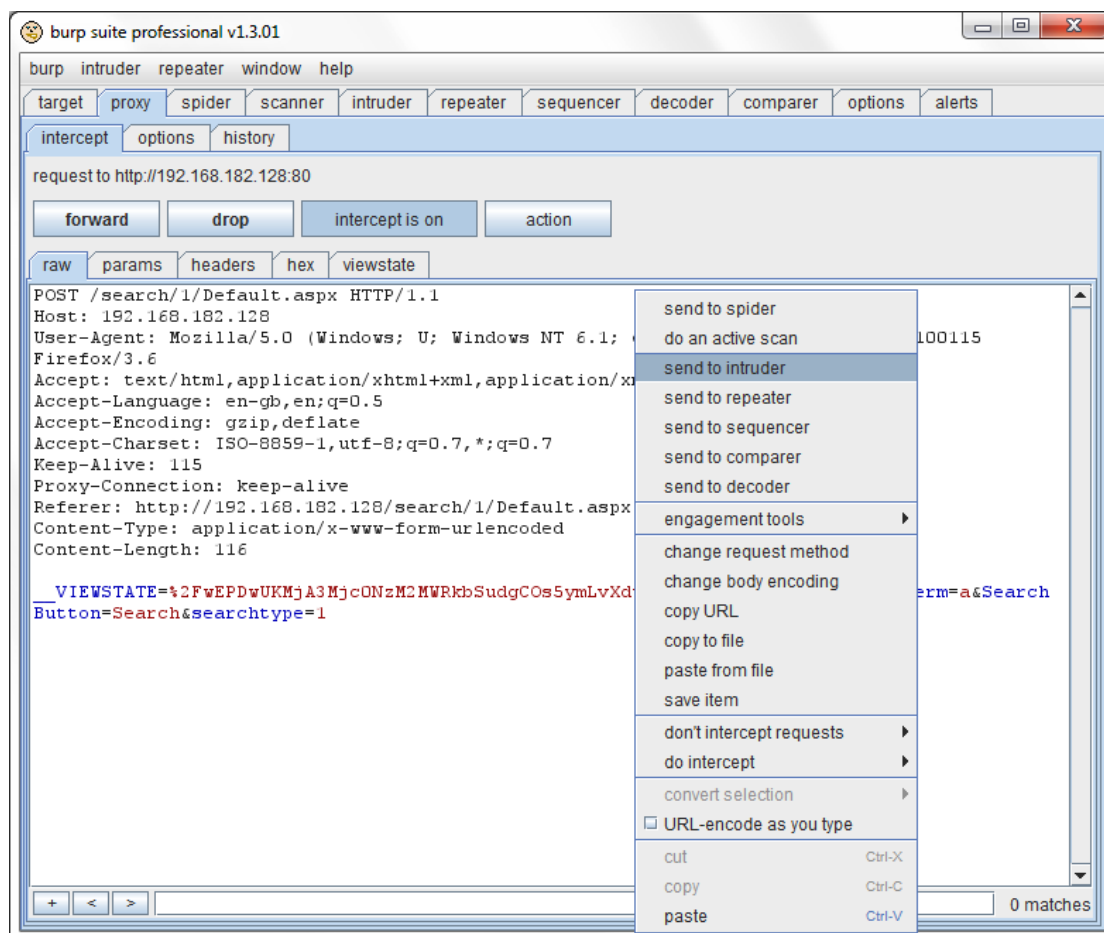 burp suite professional v1.3.01
burp intruder repeater window help
target proxy spider scanner intruder repeater sequencer decoder comparer options alerts
intercept options history
request to http://192.168.182.128:80
forward drop intercept is on action
raw params headers hex viewstate
POST /search/1/Default.aspx HTTP/1.1
Host: 192.168.182.128
User-Agent: Mozilla/5.0 (Windows; U; Windows NT 6.1; 100115
Firefox/3.6
Accept: text/html,application/xhtml+xml,application/x
Accept-Language: en-gb,en;q=0.5
Accept-Encoding: gzip,deflate
Accept-Charset: ISO-8859-1,utf-8;q=0.7,*;q=0.7
Keep-Alive: 115
Proxy-Connection: keep-alive
Referer: http://192.168.182.128/search/1/Default.aspx
Content-Type: application/x-www-form-urlencoded
Content-Length: 116
__VIEWSTATE=%2FwEPDwUKMjA3MjcONzM2MWRkbSudgCOs5ymLvXd erm=a&Search
Button=Search&searchtype=1
send to spider
do an active scan
send to intruder
send to repeater
send to sequencer
send to comparer
send to decoder
engagement tools
change request method
change body encoding
copy URL
copy to file
paste from file
save item
don't intercept requests
do intercept
convert selection
URL-encode as you type
cut Ctrl-X
copy Ctrl-C
paste Ctrl-V
+ < > 0 matches